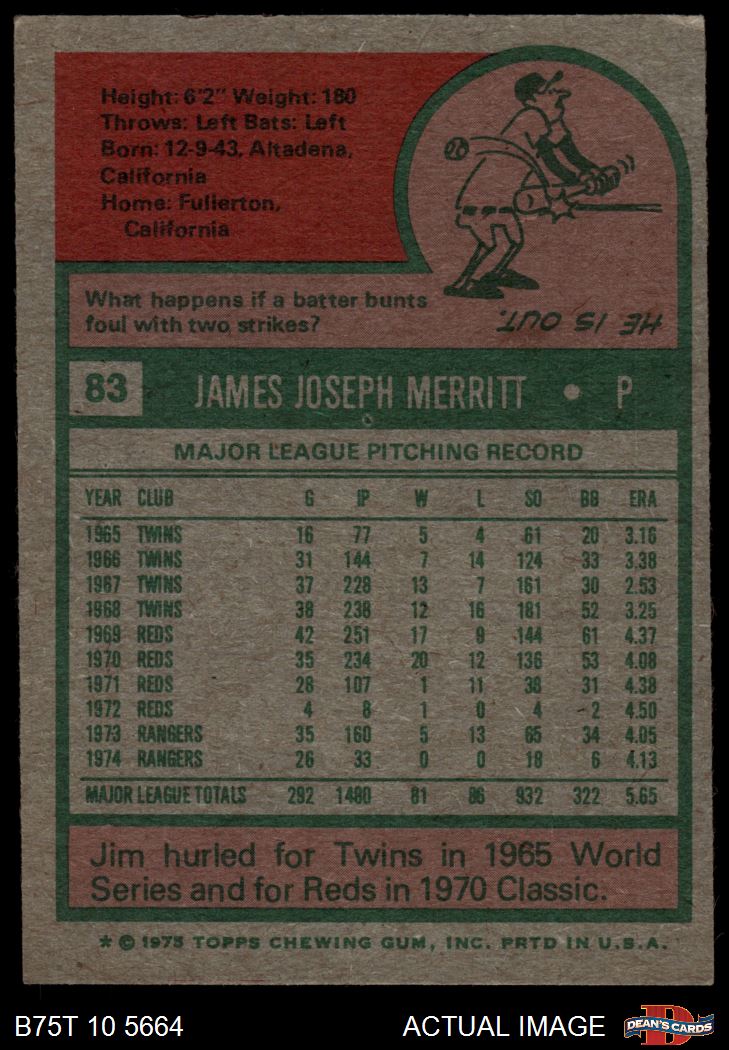 Height: 6'2" Weight: 180
Throws: Left Bats: Left
Born: 12-9-43, Altadena,
California
Home: Fullerton,
California
What happens if a batter bunts
foul with two strikes?
HE IS OUT.
83 JAMES JOSEPH MERRITT • P
MAJOR LEAGUE PITCHING RECORD
YEAR CLUB G IP W L SO BB ERA
1965 TWINS 16 77 5 4 61 20 3.16
1966 TWINS 31 144 7 14 124 33 3.38
1967 TWINS 37 228 13 7 161 30 2.53
1968 TWINS 38 238 12 16 181 52 3.25
1969 REDS 42 251 17 9 144 61 4.37
1970 REDS 35 234 20 12 136 53 4.08
1971 REDS 28 107 1 11 38 31 4.38
1972 REDS 4 8 1 0 4 2 4.50
1973 RANGERS 35 160 5 13 65 34 4.05
1974 RANGERS 26 33 0 0 18 6 4.13
MAJOR LEAGUE TOTALS 292 1480 81 86 932 322 5.65
Jim hurled for Twins in 1965 World
Series and for Reds in 1970 Classic.
* © 1975 TOPPS CHEWING GUM, INC. PRTD IN U.S.A.
B75T 10 5664 ACTUAL IMAGE DEAN'S CARDS